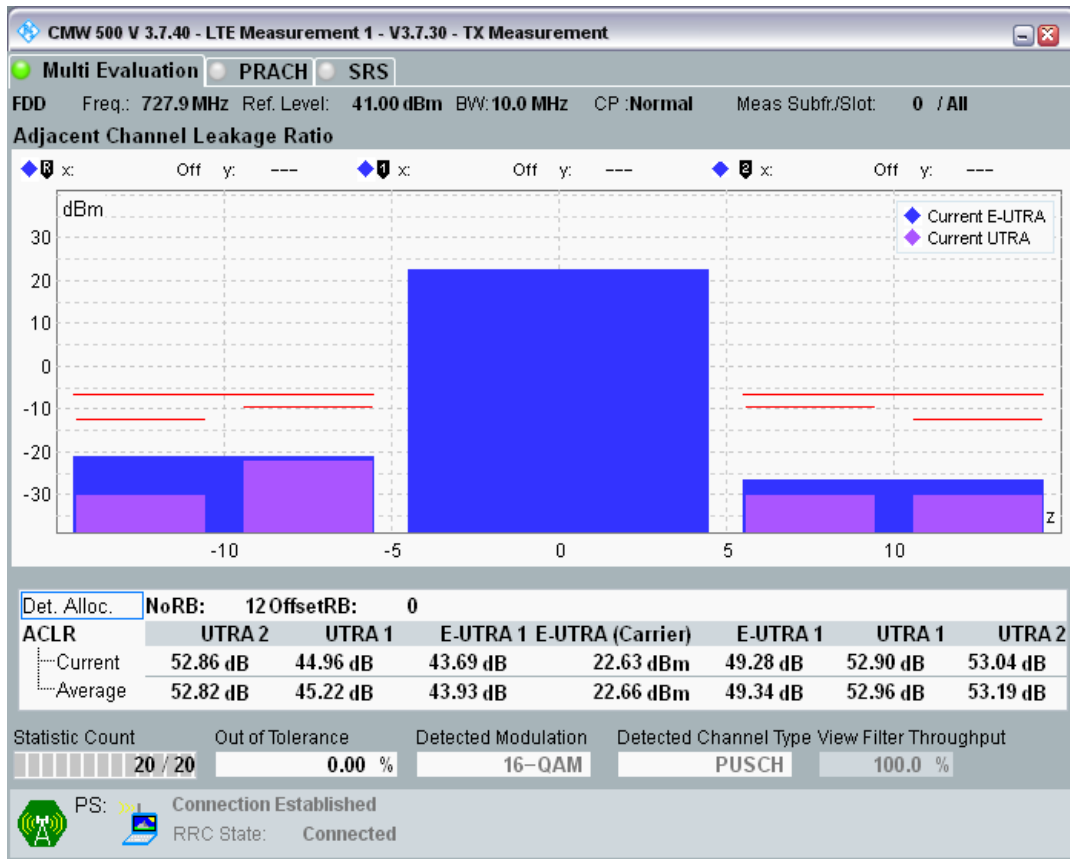 CMW 500 V 3.7.40 - LTE Measurement 1 - V3.7.30 - TX Measurement
Multi Evaluation PRACH SRS
FDD Freq.: 727.9 MHz Ref. Level: 41.00 dBm BW: 10.0 MHz CP :Normal Meas Subfr./Slot: 0 / All
Adjacent Channel Leakage Ratio
R x: Off y: --- 1 x: Off y: --- 2 x: Off y: ---
dBm
Current E-UTRA
Current UTRA
30
20
10
0
-10
-20
-30
z
-10 -5 0 5 10
Det. Alloc. NoRB: 12 OffsetRB: 0
ACLR UTRA 2 UTRA 1 E-UTRA 1 E-UTRA (Carrier) E-UTRA 1 UTRA 1 UTRA 2
Current 52.86 dB 44.96 dB 43.69 dB 22.63 dBm 49.28 dB 52.90 dB 53.04 dB
Average 52.82 dB 45.22 dB 43.93 dB 22.66 dBm 49.34 dB 52.96 dB 53.19 dB
Statistic Count Out of Tolerance Detected Modulation Detected Channel Type View Filter Throughput
20 / 20 0.00 % 16-QAM PUSCH 100.0 %
PS: Connection Established
RRC State: Connected